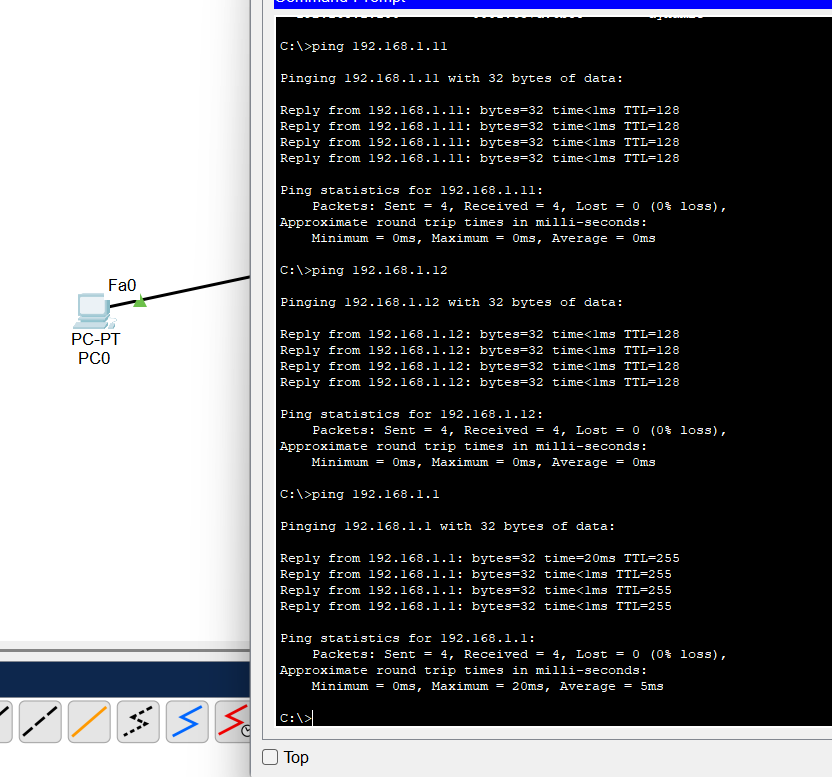 Command Prompt
C:\>ping 192.168.1.11
Pinging 192.168.1.11 with 32 bytes of data:
Reply from 192.168.1.11: bytes=32 time<1ms TTL=128
Reply from 192.168.1.11: bytes=32 time<1ms TTL=128
Reply from 192.168.1.11: bytes=32 time<1ms TTL=128
Reply from 192.168.1.11: bytes=32 time<1ms TTL=128
Ping statistics for 192.168.1.11:
Packets: Sent = 4, Received = 4, Lost = 0 (0% loss),
Approximate round trip times in milli-seconds:
Minimum = 0ms, Maximum = 0ms, Average = 0ms
C:\>ping 192.168.1.12
Pinging 192.168.1.12 with 32 bytes of data:
Reply from 192.168.1.12: bytes=32 time<1ms TTL=128
Reply from 192.168.1.12: bytes=32 time<1ms TTL=128
Reply from 192.168.1.12: bytes=32 time<1ms TTL=128
Reply from 192.168.1.12: bytes=32 time<1ms TTL=128
Ping statistics for 192.168.1.12:
Packets: Sent = 4, Received = 4, Lost = 0 (0% loss),
Approximate round trip times in milli-seconds:
Minimum = 0ms, Maximum = 0ms, Average = 0ms
C:\>ping 192.168.1.1
Pinging 192.168.1.1 with 32 bytes of data:
Reply from 192.168.1.1: bytes=32 time=20ms TTL=255
Reply from 192.168.1.1: bytes=32 time<1ms TTL=255
Reply from 192.168.1.1: bytes=32 time<1ms TTL=255
Reply from 192.168.1.1: bytes=32 time<1ms TTL=255
Ping statistics for 192.168.1.1:
Packets: Sent = 4, Received = 4, Lost = 0 (0% loss),
Approximate round trip times in milli-seconds:
Minimum = 0ms, Maximum = 20ms, Average = 5ms
C:\>
Fa0
PC-PT
PC0
Top